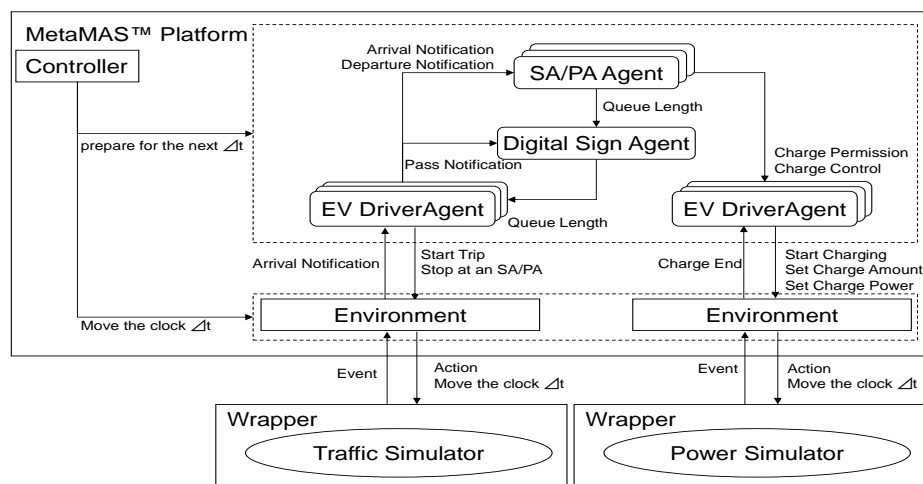 MetaMAS™ Platform
Controller
Arrival Notification
Departure Notification
SA/PA Agent
Queue Length
prepare for the next ⊿t
Digital Sign Agent
Pass Notification
Charge Permission
Charge Control
EV DriverAgent
Queue Length
EV DriverAgent
Arrival Notification
Start Trip
Stop at an SA/PA
Charge End
Start Charging
Set Charge Amount
Set Charge Power
Move the clock ⊿t
Environment
Environment
Event
Action
Move the clock ⊿t
Event
Action
Move the clock ⊿t
Wrapper
Traffic Simulator
Wrapper
Power Simulator